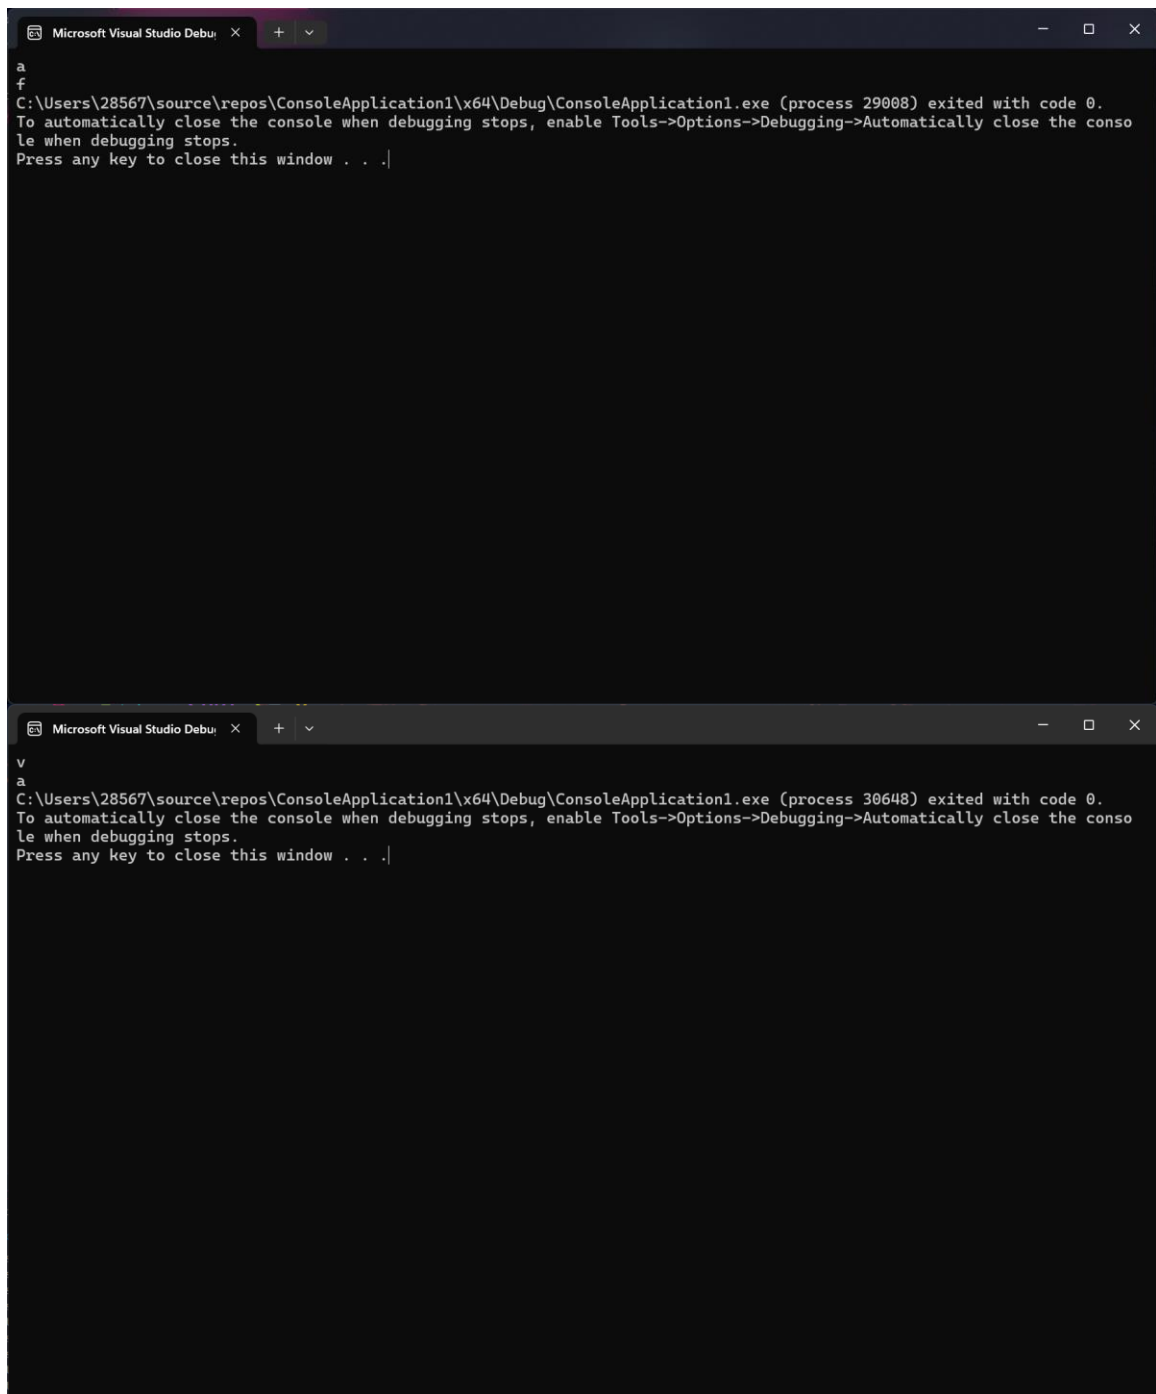 Microsoft Visual Studio Debu
a
f
C:\Users\28567\source\repos\ConsoleApplication1\x64\Debug\ConsoleApplication1.exe (process 29008) exited with code 0.
To automatically close the console when debugging stops, enable Tools->Options->Debugging->Automatically close the conso
le when debugging stops.
Press any key to close this window . . .
Microsoft Visual Studio Debu
v
a
C:\Users\28567\source\repos\ConsoleApplication1\x64\Debug\ConsoleApplication1.exe (process 30648) exited with code 0.
To automatically close the console when debugging stops, enable Tools->Options->Debugging->Automatically close the conso
le when debugging stops.
Press any key to close this window . . .